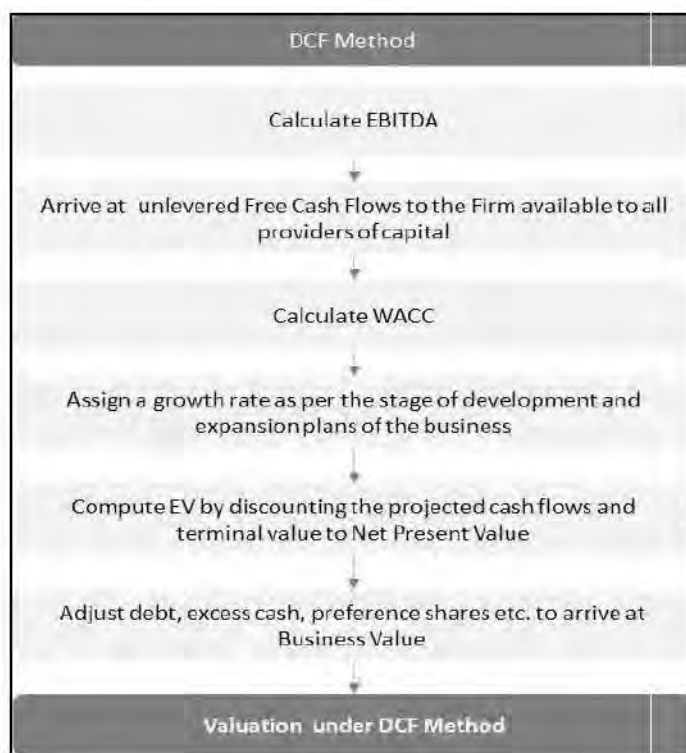 DCF Method
Calculate EBITDA
Arrive at unlevered Free Cash Flows to the Firm available to all
providers of capital
Calculate WACC
Assign a growth rate as per the stage of development and
expansion plans of the business
Compute EV by discounting the projected cash flows and
terminal value to Net Present Value
Adjust debt, excess cash, preference shares etc. to arrive at
Business Value
Valuation under DCF Method